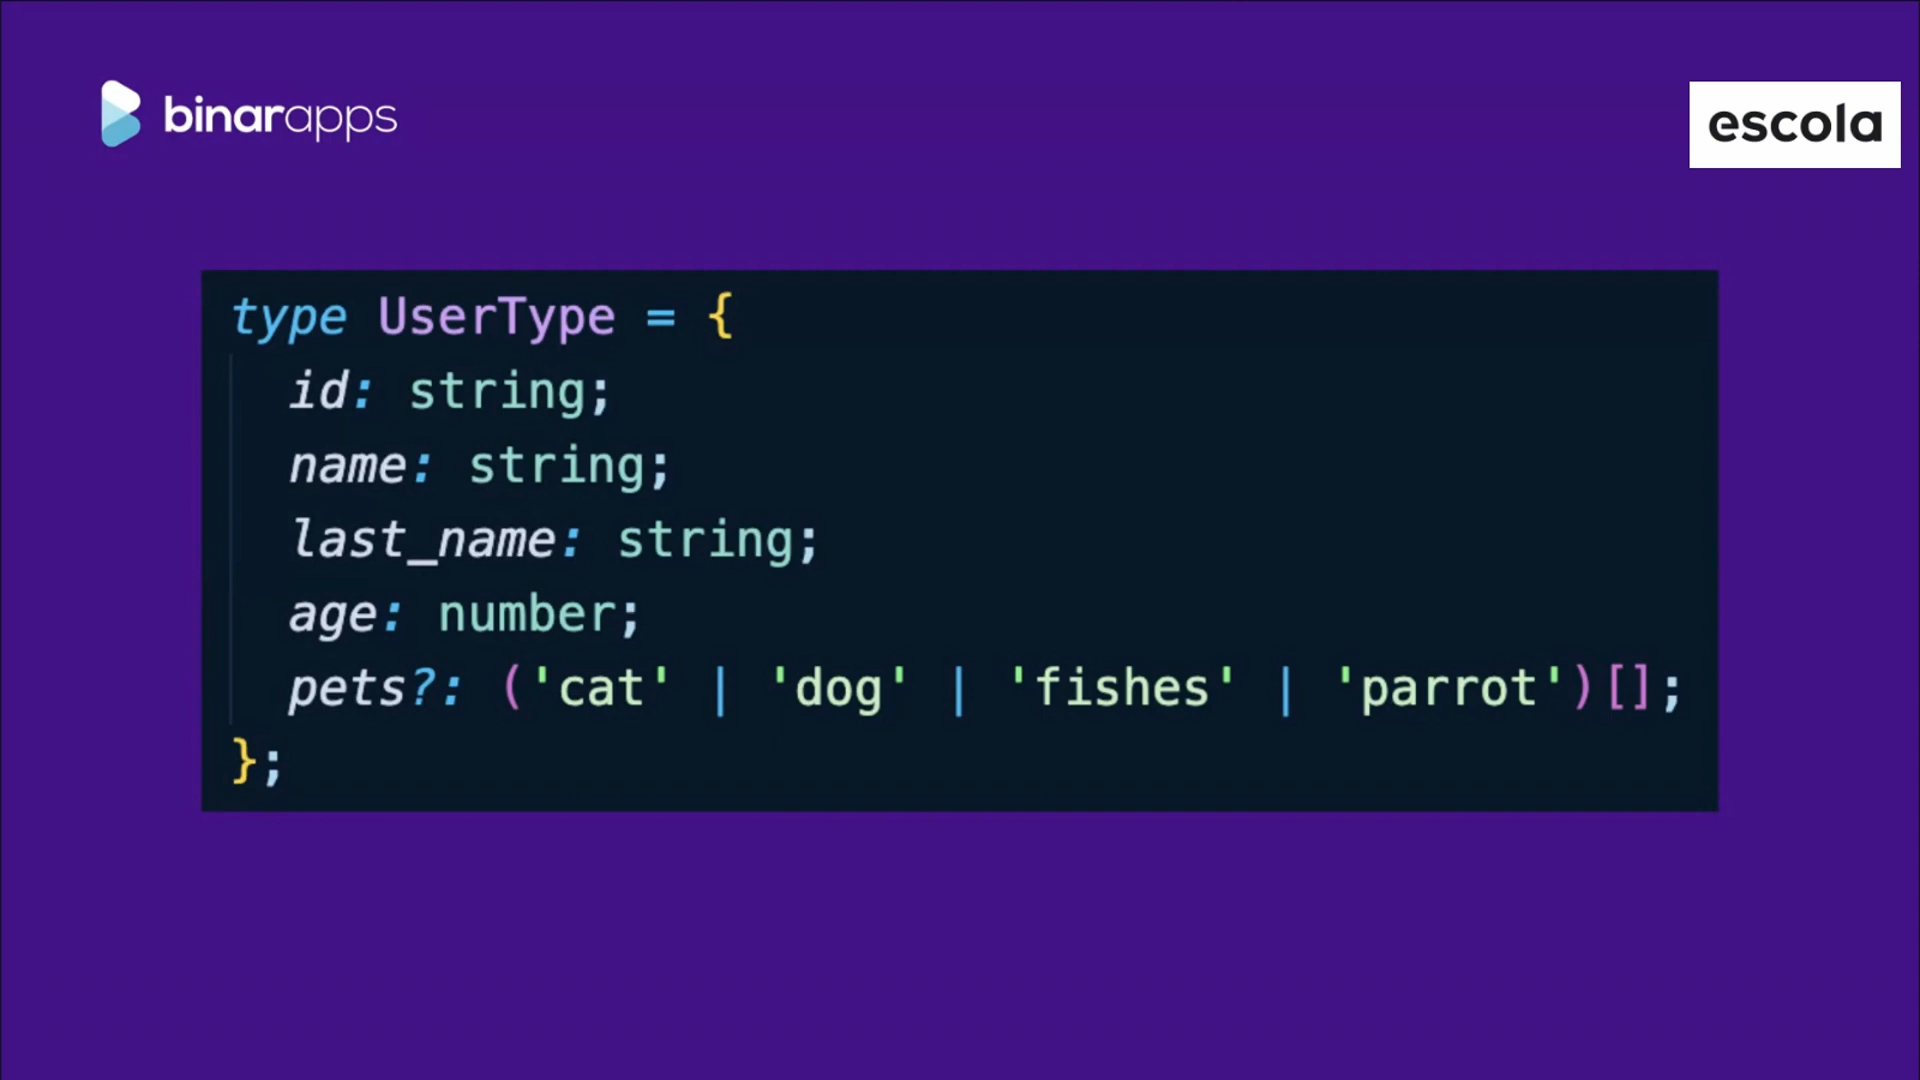 binarapps
escola
type UserType = {
  id: string;
  name: string;
  last_name: string;
  age: number;
  pets?: ('cat' | 'dog' | 'fishes' | 'parrot')[];
};